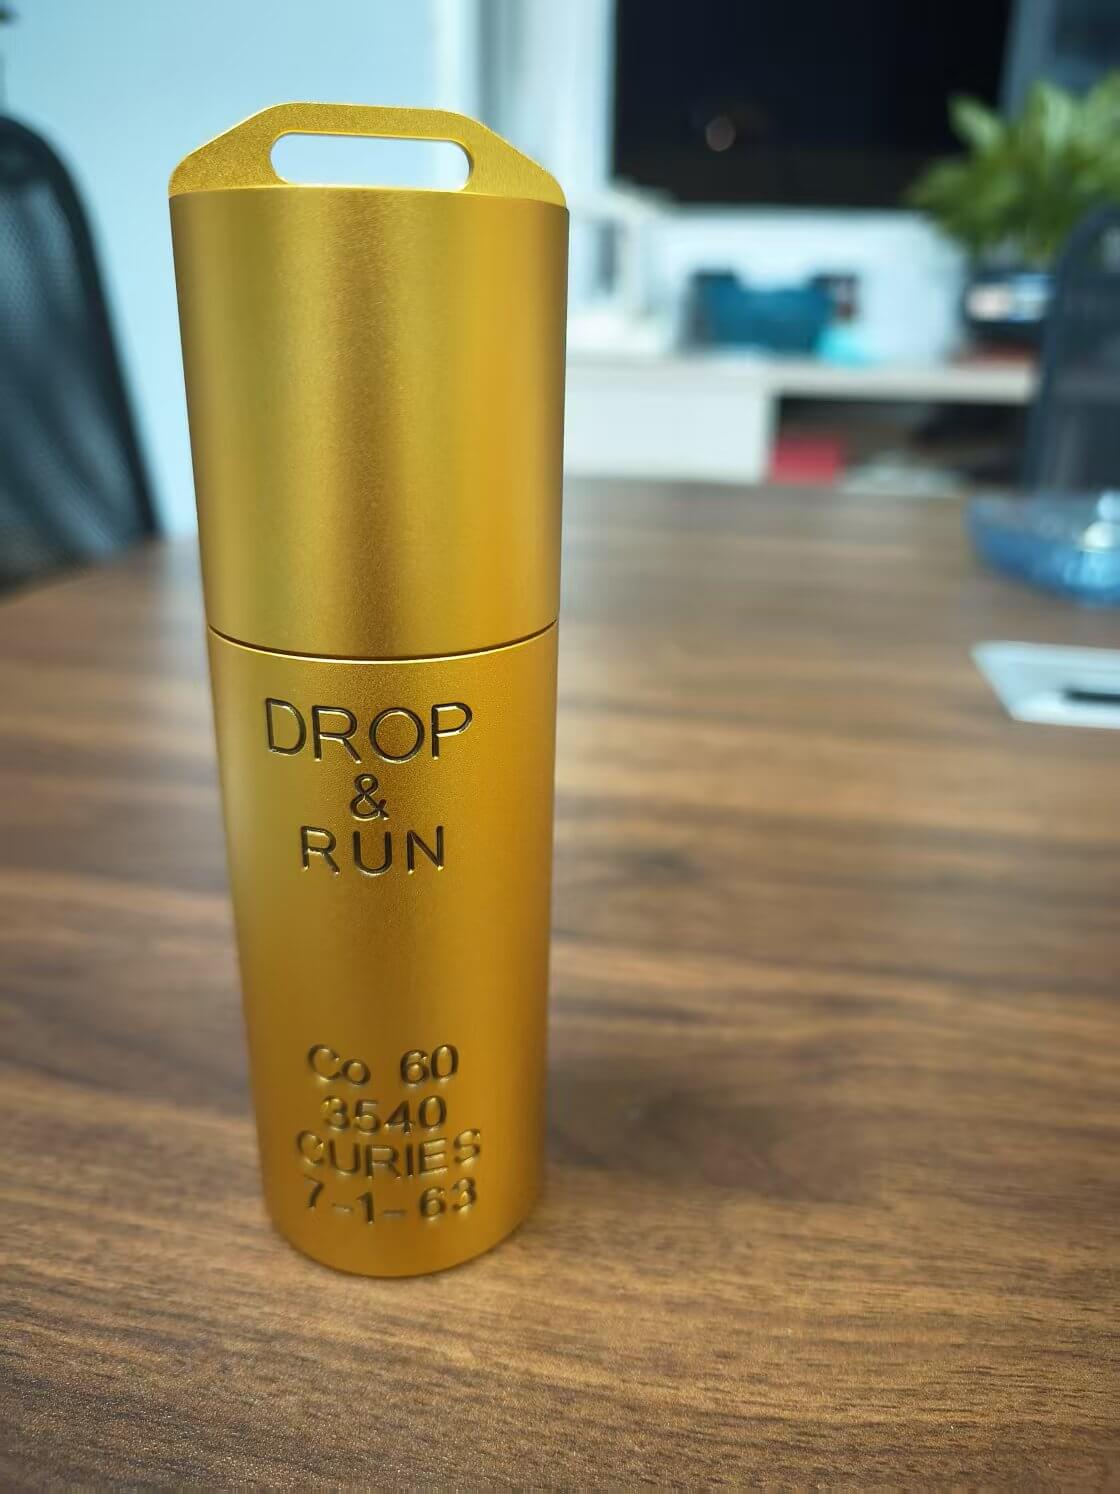 DROP
&
RUN
Co 60
3540
CURIES
7-1-63